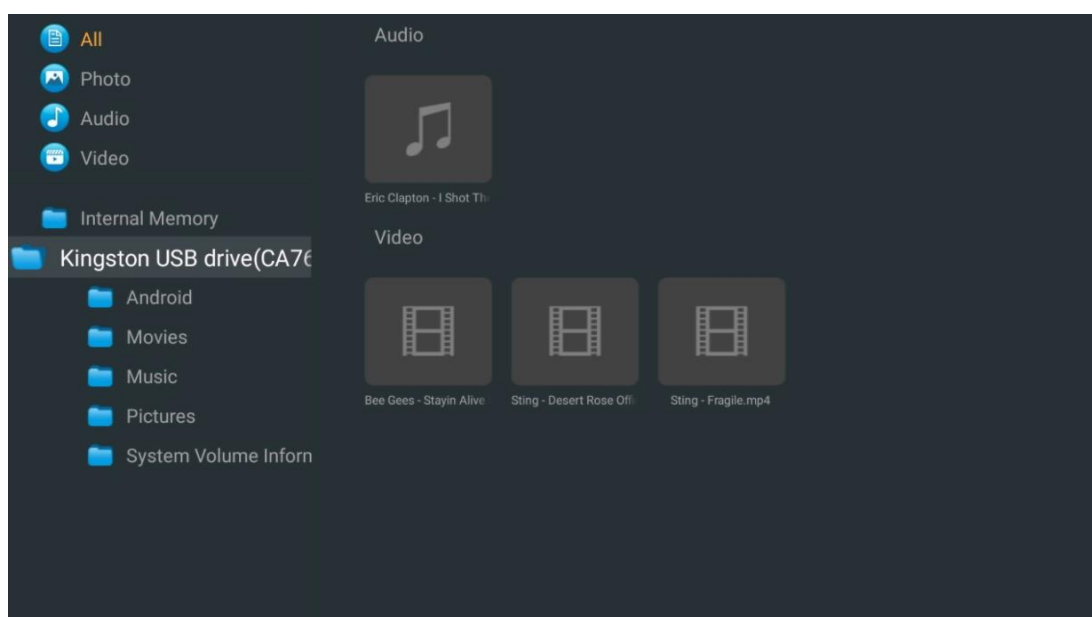 All
Photo
Audio
Video
Internal Memory
Kingston USB drive(CA76
Android
Movies
Music
Pictures
System Volume Inforn
Audio
Eric Clapton - I Shot Th
Video
Bee Gees - Stayin Alive
Sting - Desert Rose Offi
Sting - Fragile.mp4